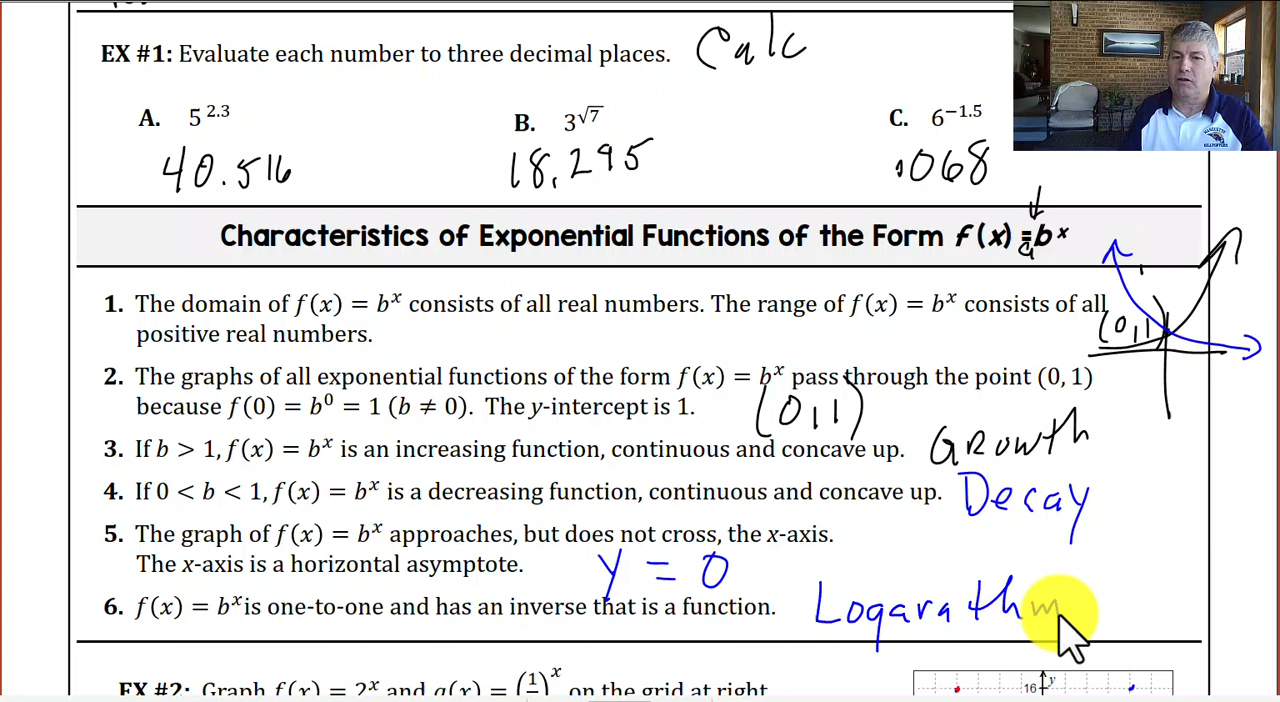 EX #1: Evaluate each number to three decimal places. Calc
A. 5^2.3 B. 3^√7 C. 6^−1.5
40.516 18.295 .068
Characteristics of Exponential Functions of the Form f(x) = b^x
1. The domain of f(x) = b^x consists of all real numbers. The range of f(x) = b^x consists of all
positive real numbers.
(0,1)
2. The graphs of all exponential functions of the form f(x) = b^x pass through the point (0, 1)
because f(0) = b^0 = 1 (b ≠ 0). The y-intercept is 1. (0,1)
3. If b > 1, f(x) = b^x is an increasing function, continuous and concave up. Growth
4. If 0 < b < 1, f(x) = b^x is a decreasing function, continuous and concave up. Decay
5. The graph of f(x) = b^x approaches, but does not cross, the x-axis.
The x-axis is a horizontal asymptote. y = 0
6. f(x) = b^x is one-to-one and has an inverse that is a function. Logarathm
EX #2: Graph f(x) = 2^x and g(x) = (1/ )^x on the grid at right
16 y